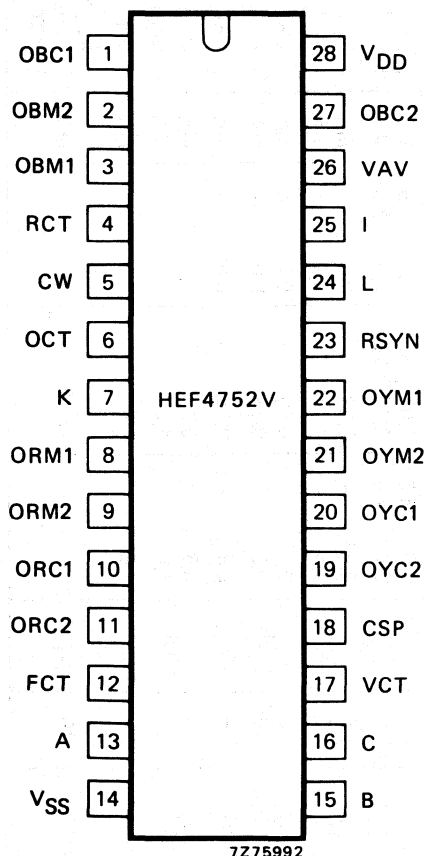 OBC1 1 28 VDD
OBM2 2 27 OBC2
OBM1 3 26 VAV
RCT 4 25 I
CW 5 24 L
OCT 6 23 RSYN
K 7 HEF4752V 22 OYM1
ORM1 8 21 OYM2
ORM2 9 20 OYC1
ORC1 10 19 OYC2
ORC2 11 18 CSP
FCT 12 17 VCT
A 13 16 C
VSS 14 15 B
7Z75992